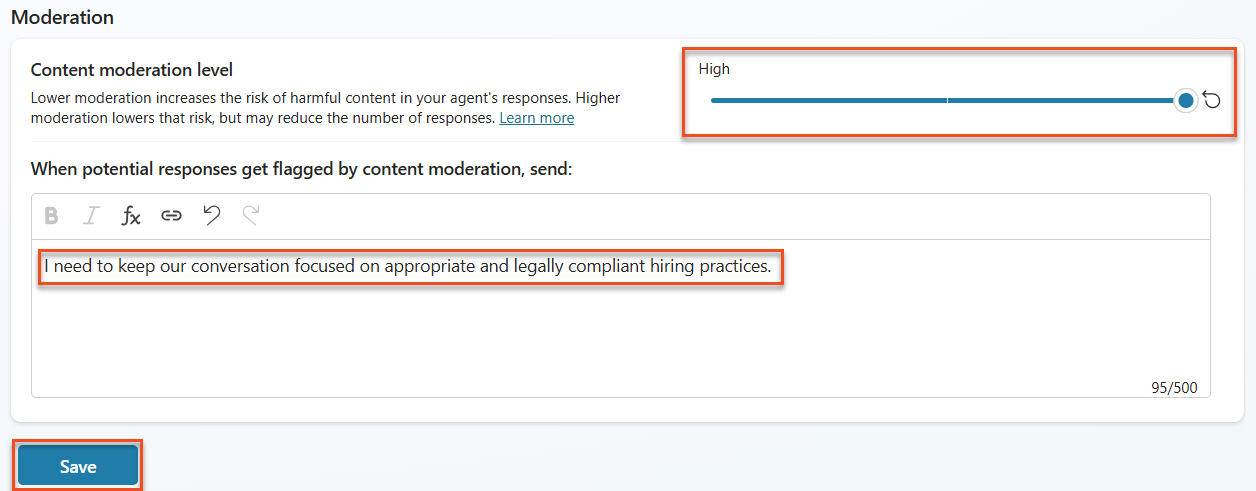 Moderation
Content moderation level
High
Lower moderation increases the risk of harmful content in your agent's responses. Higher
moderation lowers that risk, but may reduce the number of responses. Learn more
When potential responses get flagged by content moderation, send:
B I fx
I need to keep our conversation focused on appropriate and legally compliant hiring practices.
95/500
Save